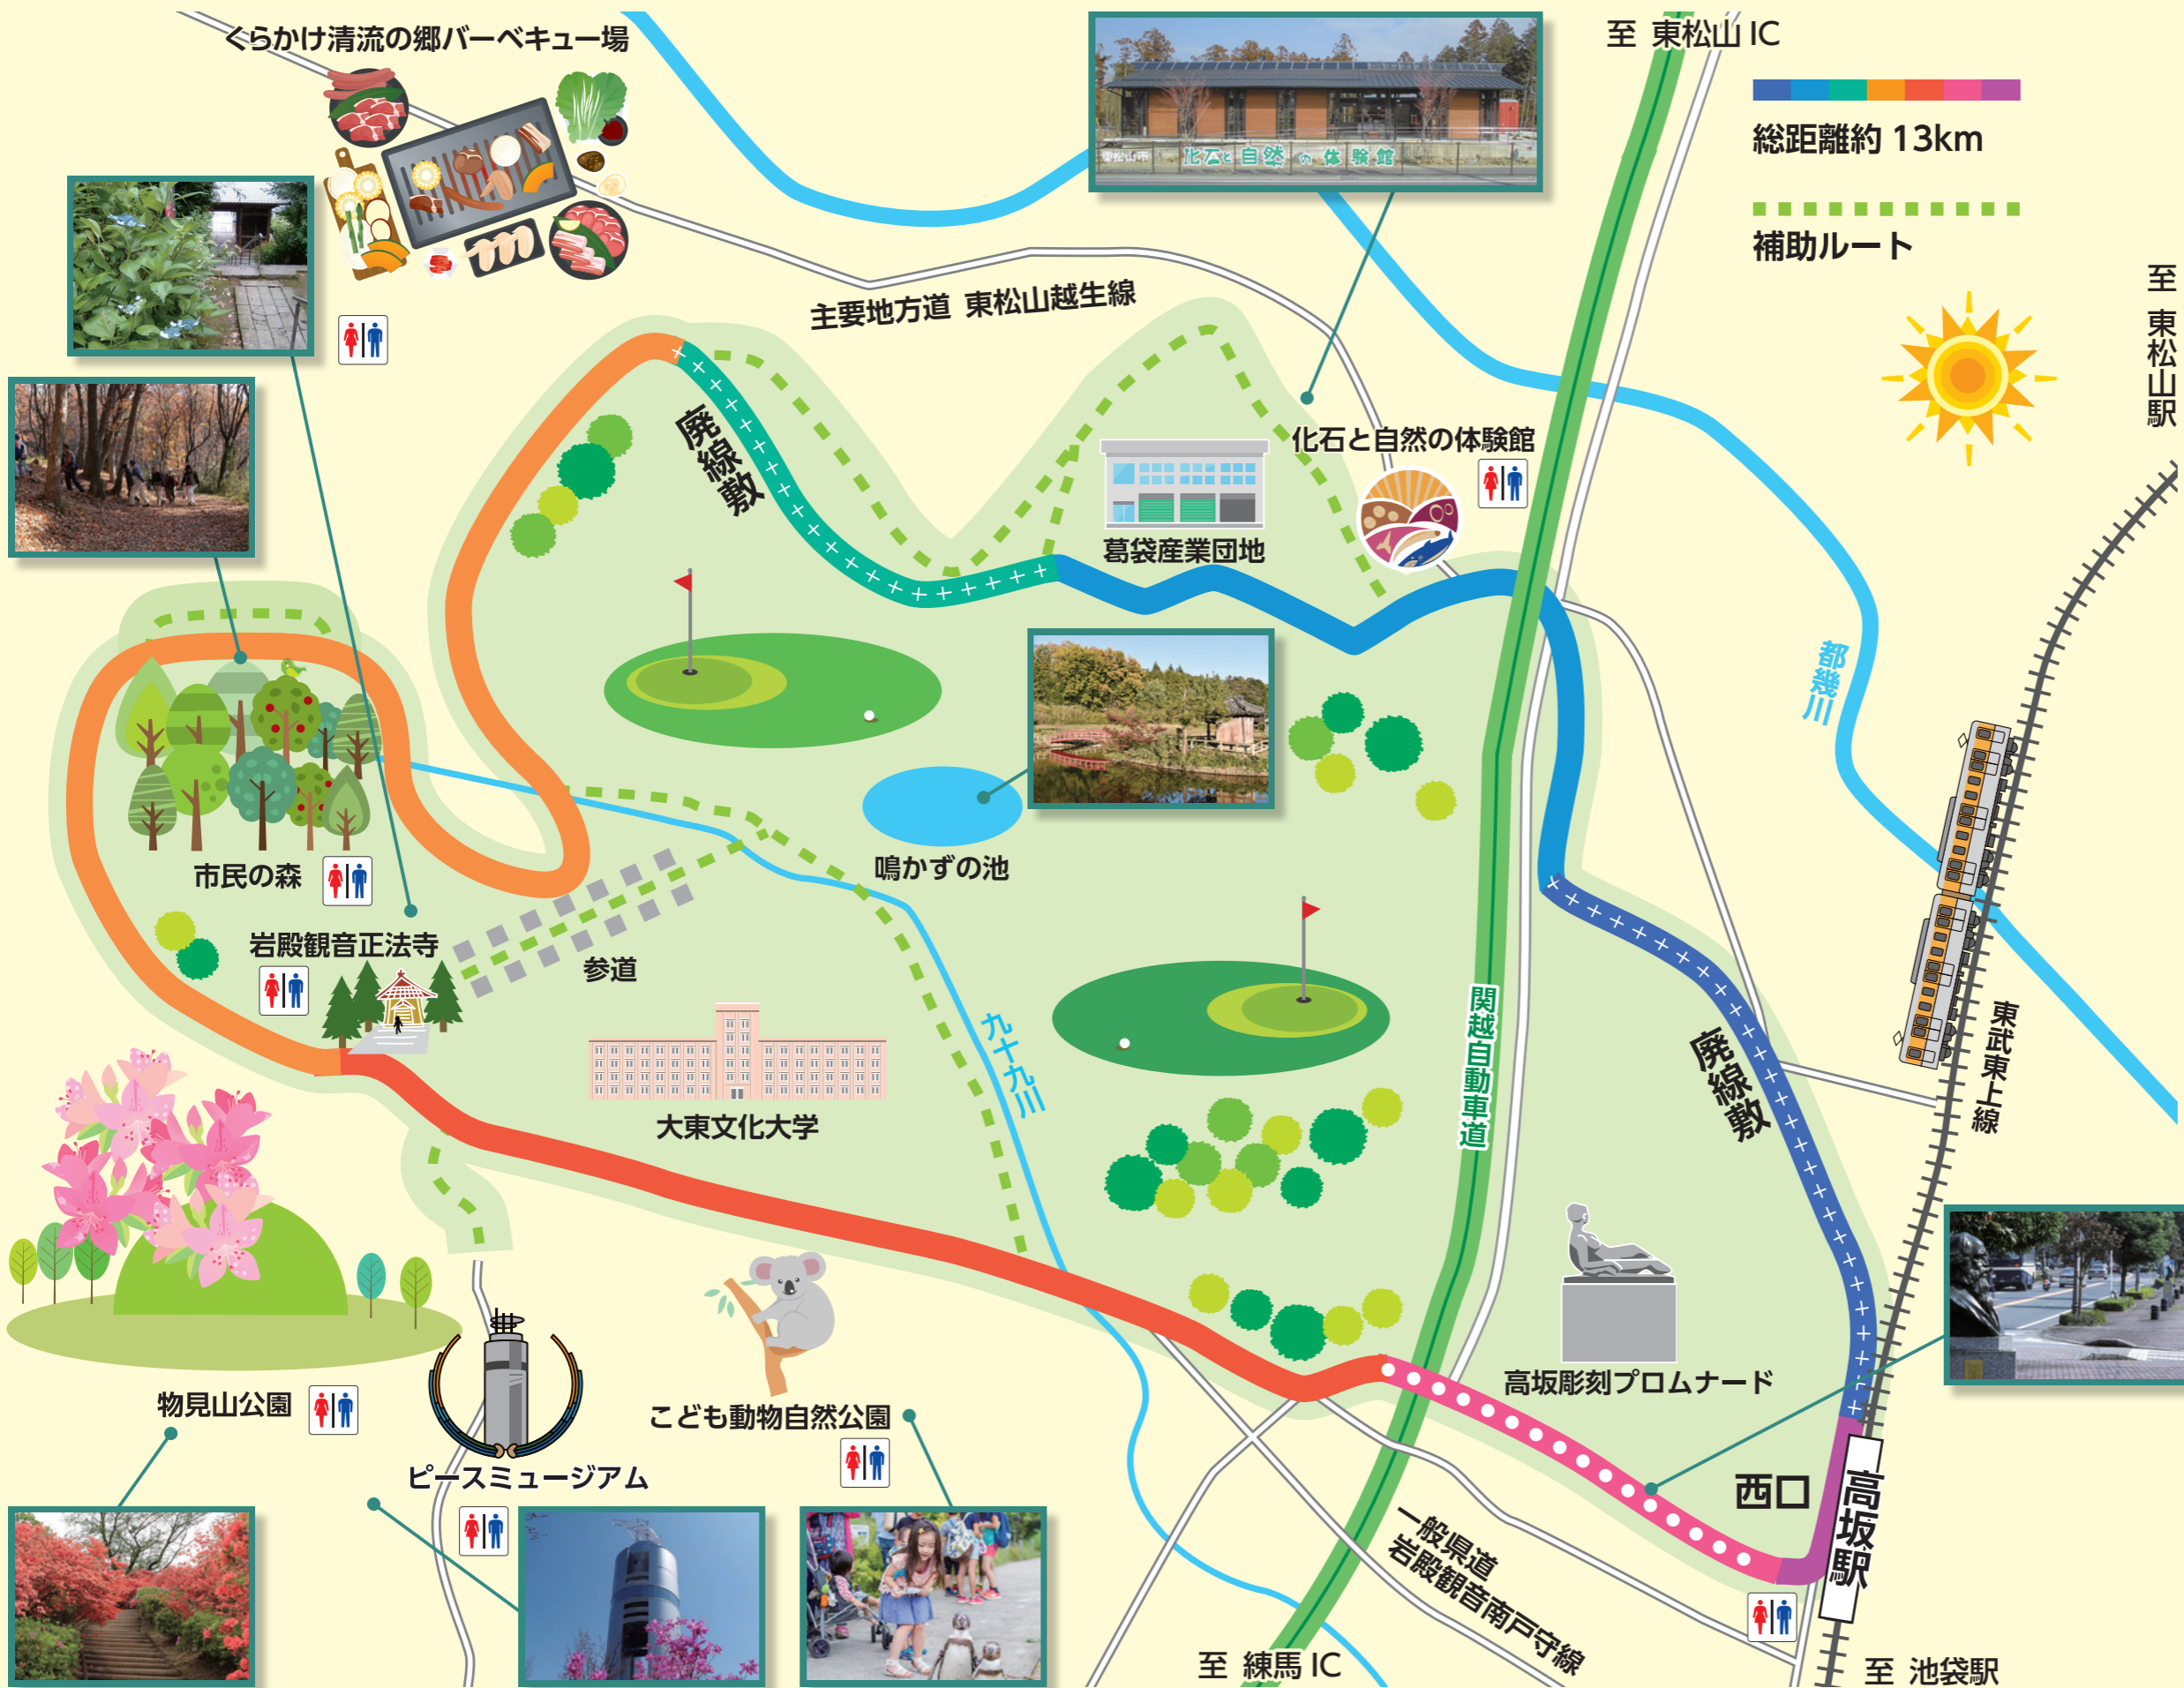 くらかけ清流の郷バーベキュー場
東松山市 化石と自然の体験館
至 東松山 IC
総距離約 13km
補助ルート
至 東松山駅
主要地方道 東松山越生線
廃線敷
化石と自然の体験館
葛袋産業団地
都幾川
鳴かずの池
市民の森
岩殿観音正法寺
参道
大東文化大学
九十九川
関越自動車道
廃線敷
東武東上線
高坂彫刻プロムナード
物見山公園
ピースミュージアム
こども動物自然公園
西口
高坂駅
一般県道
岩殿観音南戸守線
至 練馬 IC
至 池袋駅